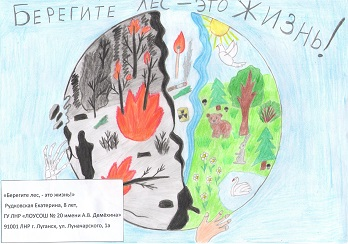 БЕРЕГИТЕ ЛЕС – ЭТО ЖИЗНЬ!
«Берегите лес, - это жизнь!»
Рудковская Екатерина, 8 лет,
ГУ ЛНР «ЛОУСОШ № 20 имени А.В. Демёхина»
91001 ЛНР г. Луганск, ул. Луначарского, 1а